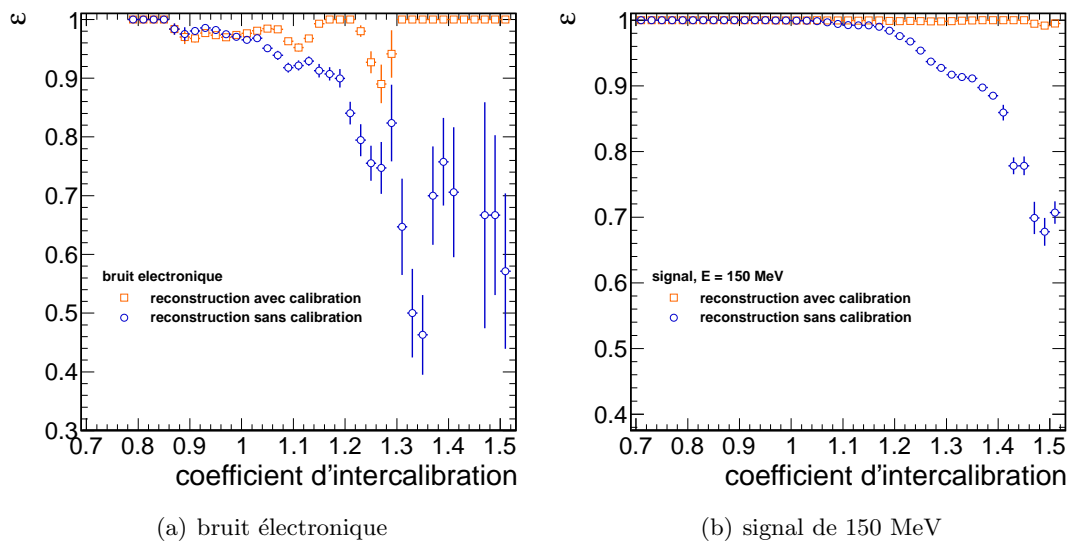 ε
1
0.9
0.8
0.7
0.6
0.5
0.4
0.3
bruit electronique
reconstruction avec calibration
reconstruction sans calibration
0.7 0.8 0.9 1 1.1 1.2 1.3 1.4 1.5
coefficient d'intercalibration
(a) bruit électronique
ε
1
0.9
0.8
0.7
0.6
0.5
0.4
signal, E = 150 MeV
reconstruction avec calibration
reconstruction sans calibration
0.7 0.8 0.9 1 1.1 1.2 1.3 1.4 1.5
coefficient d'intercalibration
(b) signal de 150 MeV